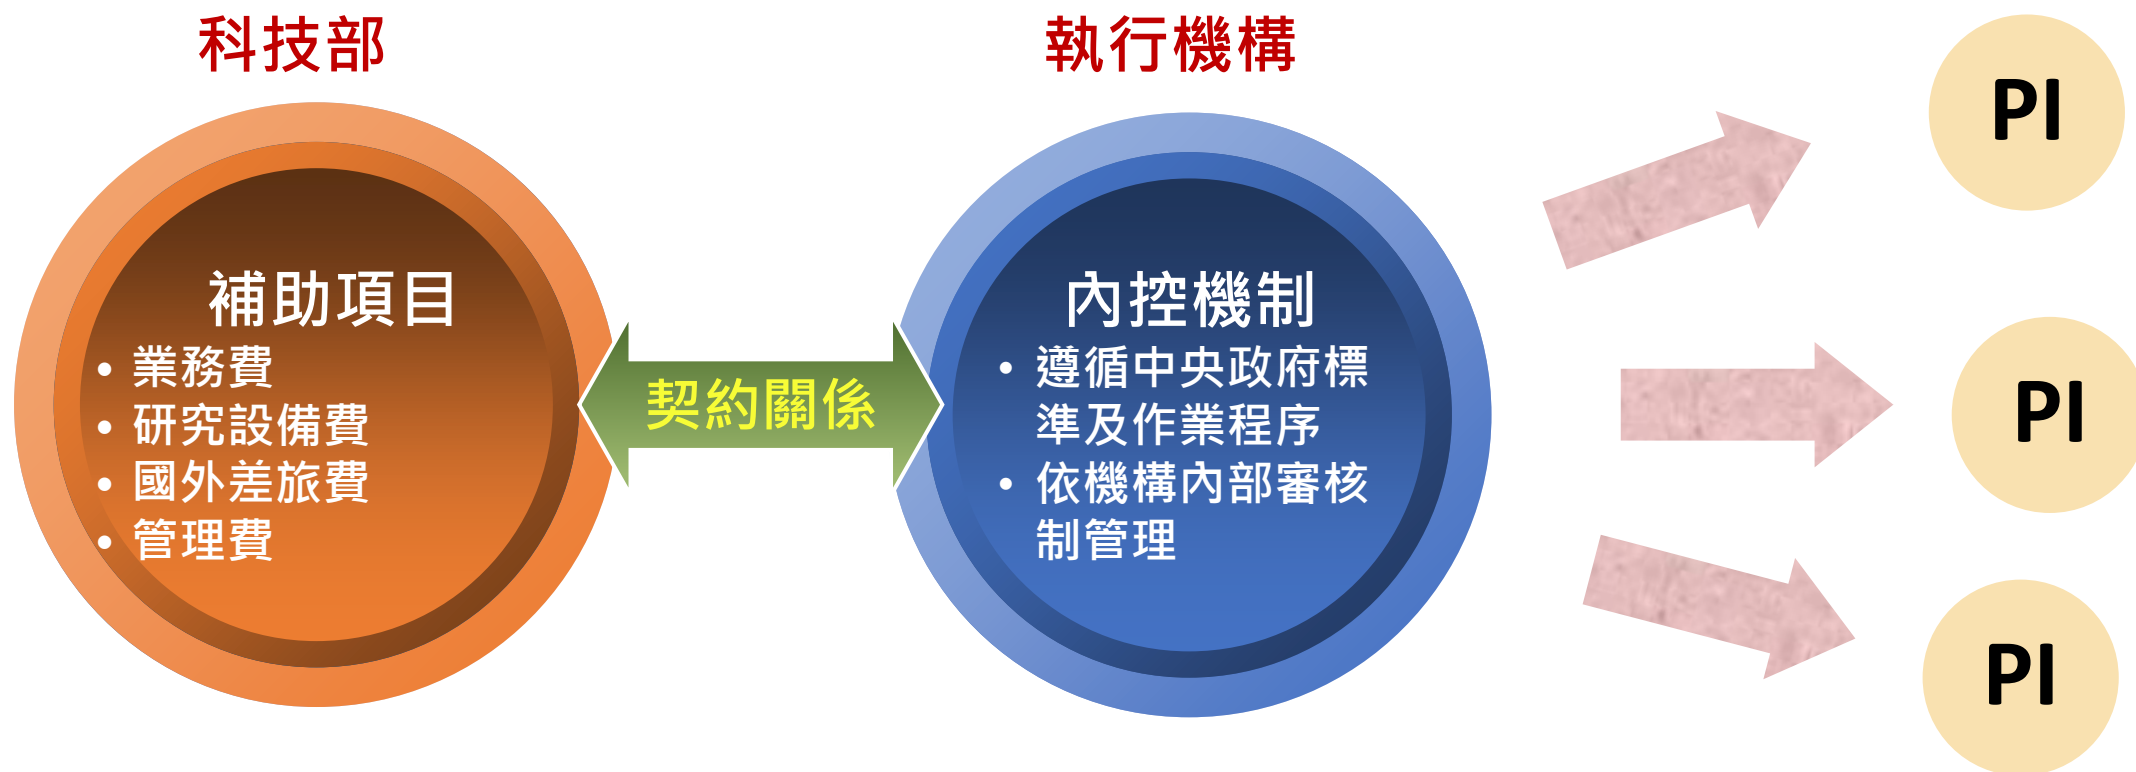 科技部
補助項目
• 業務費
• 研究設備費
• 國外差旅費
• 管理費
契約關係
執行機構
內控機制
• 遵循中央政府標
準及作業程序
• 依機構內部審核
制管理
PI
PI
PI